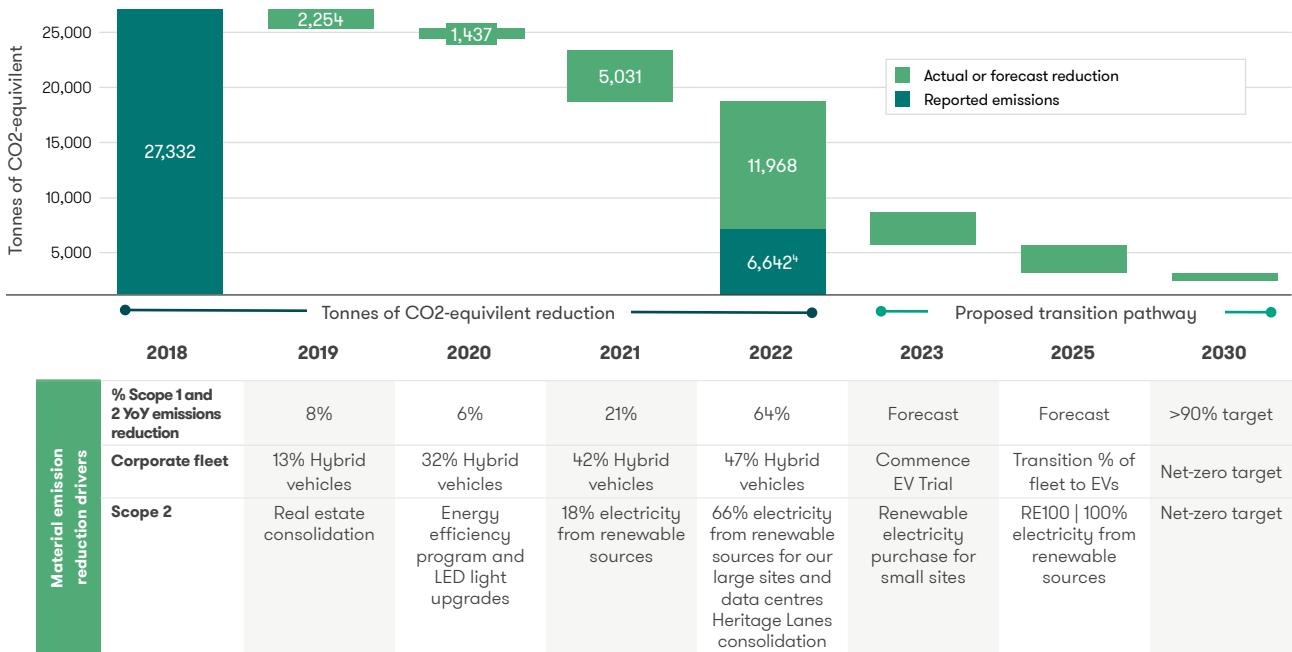 Tonnes of CO2-equivilent
25,000
20,000
15,000
10,000
5,000
27,332
2,254
1,437
5,031
11,968
6,642⁴
Actual or forecast reduction
Reported emissions
Tonnes of CO2-equivilent reduction
Proposed transition pathway
2018 2019 2020 2021 2022 2023 2025 2030
Material emission
reduction drivers
% Scope 1 and
2 YoY emissions
reduction
8%
6%
21%
64%
Forecast
Forecast
>90% target
Corporate fleet
13% Hybrid
vehicles
32% Hybrid
vehicles
42% Hybrid
vehicles
47% Hybrid
vehicles
Commence
EV Trial
Transition % of
fleet to EVs
Net-zero target
Scope 2
Real estate
consolidation
Energy
efficiency
program and
LED light
upgrades
18% electricity
from renewable
sources
66% electricity
from renewable
sources for our
large sites and
data centres
Heritage Lanes
consolidation
Renewable
electricity
purchase for
small sites
RE100 | 100%
electricity from
renewable
sources
Net-zero target